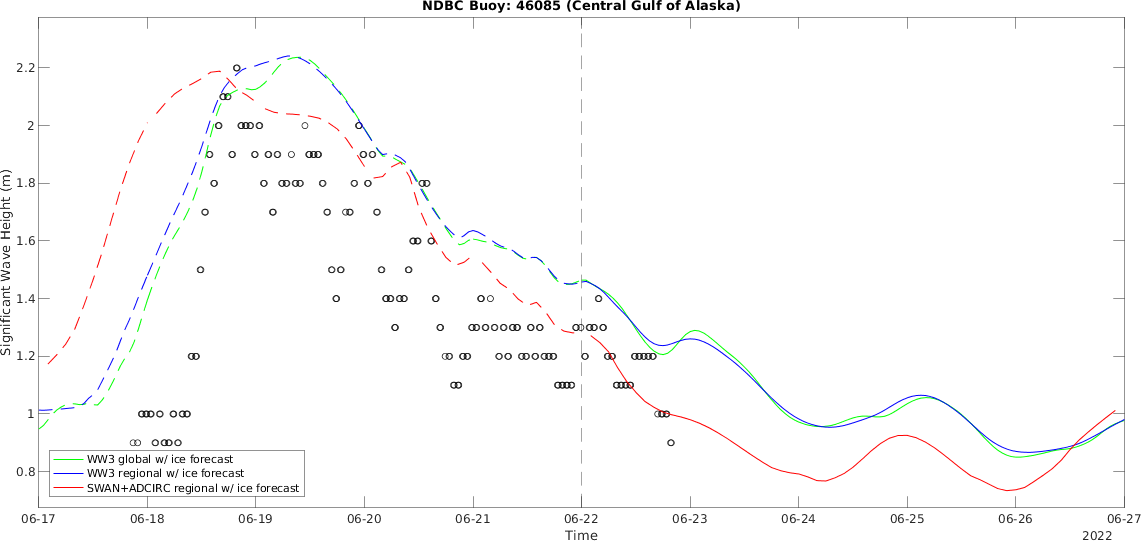 NDBC Buoy: 46085 (Central Gulf of Alaska)
Significant Wave Height (m)
2.2
2
1.8
1.6
1.4
1.2
1
0.8
WW3 global w/ ice forecast
WW3 regional w/ ice forecast
SWAN+ADCIRC regional w/ ice forecast
06-17 06-18 06-19 06-20 06-21 06-22 06-23 06-24 06-25 06-26 06-27
Time
2022